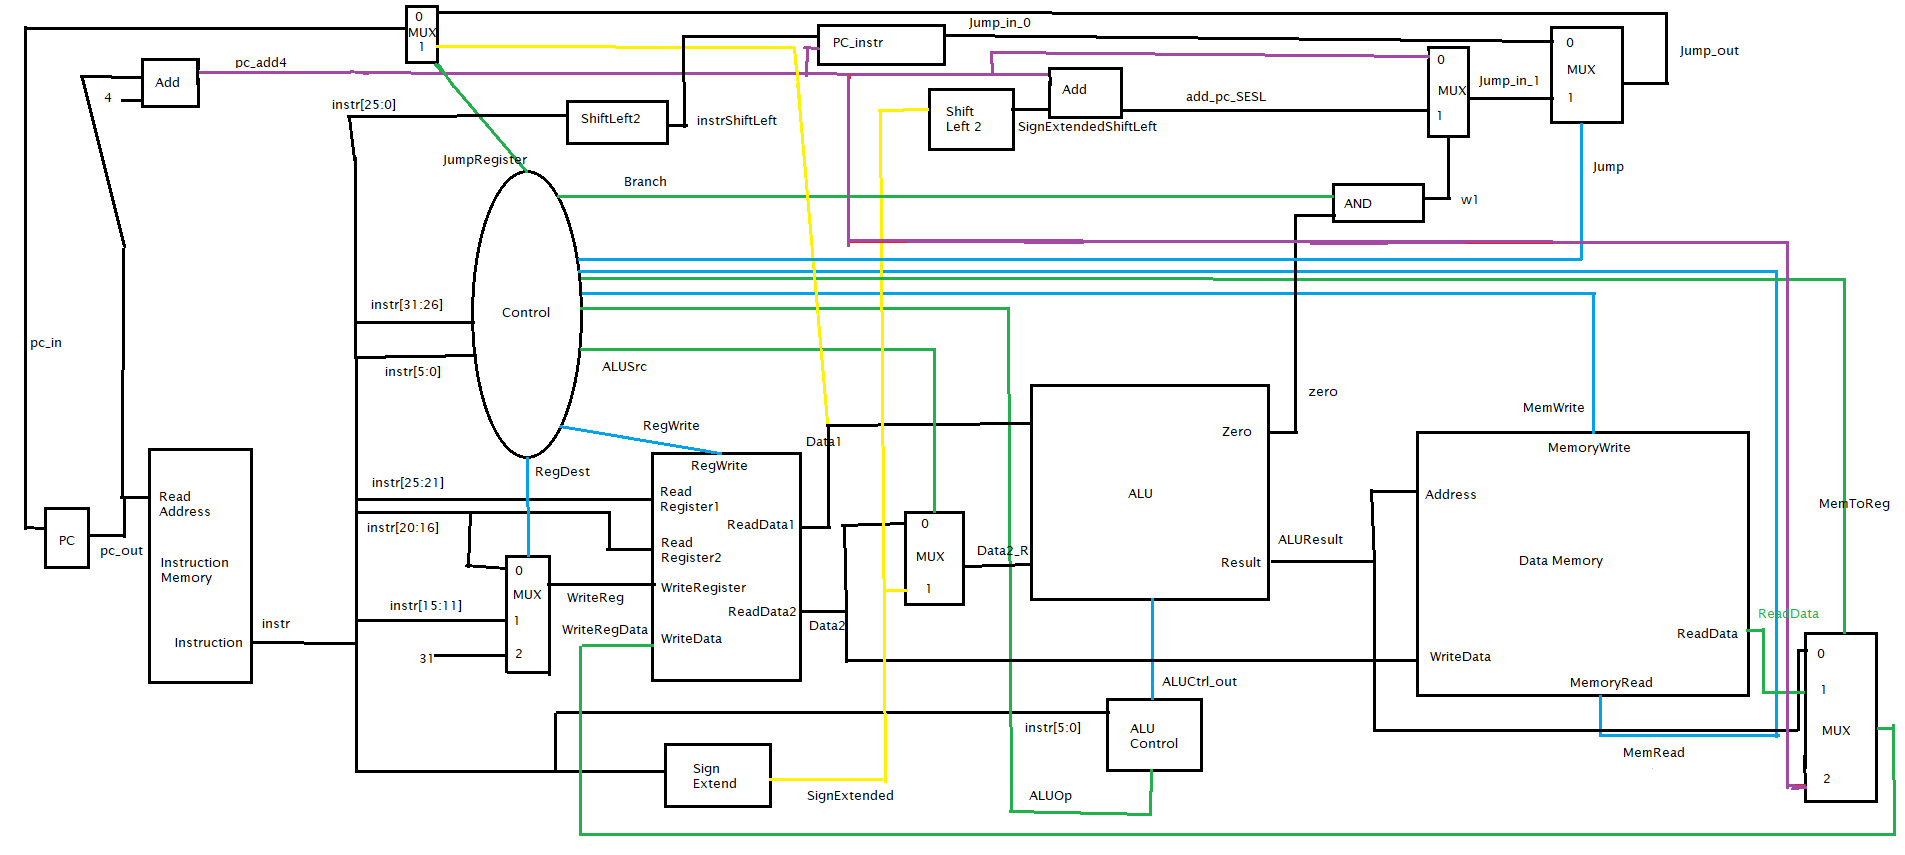 0
MUX
1
Jump_in_0
PC_instr
0
MUX
1
Jump_out
pc_add4
Add
4
instr[25:0]
ShiftLeft2
instrShiftLeft
Add
Shift
Left 2
SignExtendedShiftLeft
add_pc_SESL
0
MUX
1
Jump_in_1
JumpRegister
Branch
Jump
AND
w1
instr[31:26]
Control
pc_in
instr[5:0]
ALUSrc
zero
MemWrite
RegWrite
Data1
Zero
MemoryWrite
RegDest
RegWrite
instr[25:21]
Read
Address
Read
Register1
ReadData1
ALU
Address
MemToReg
instr[20:16]
PC
pc_out
Read
Register2
0
MUX
1
Data2_R
ALUResult
Result
Data Memory
Instruction
Memory
0
MUX
1
2
WriteReg
WriteRegister
instr[15:11]
ReadData2
Data2
ReadData
instr
WriteRegData
WriteData
ReadData
Instruction
31
WriteData
0
1
MUX
2
MemoryRead
ALUCtrl_out
instr[5:0]
ALU
Control
MemRead
Sign
Extend
SignExtended
ALUOp